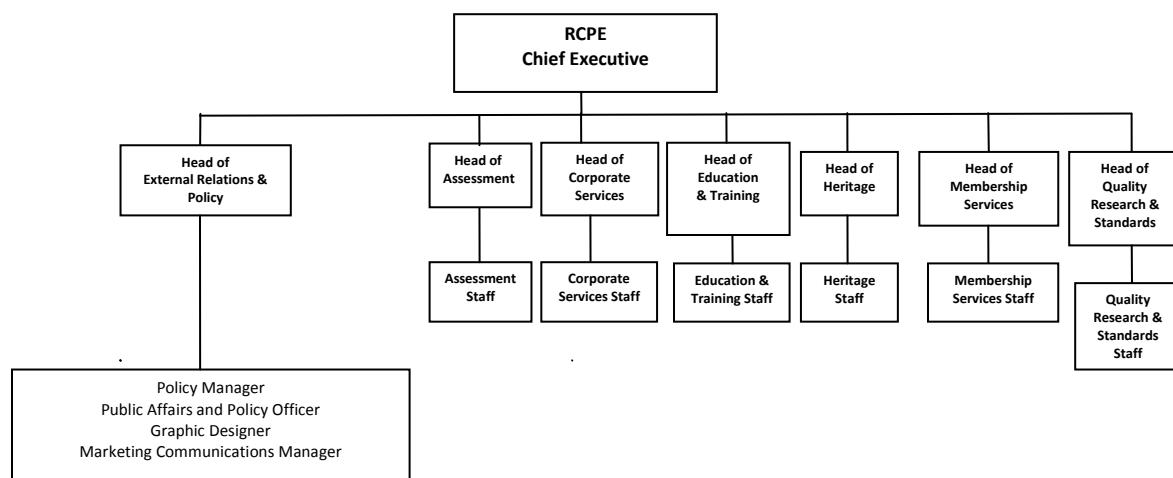 RCPE
Chief Executive
Head of
External Relations &
Policy
Head of
Assessment
Head of
Corporate
Services
Head of
Education
& Training
Head of
Heritage
Head of
Membership
Services
Head of
Quality
Research &
Standards
Assessment
Staff
Corporate
Services Staff
Education &
Training Staff
Heritage
Staff
Membership
Services Staff
Quality
Research &
Standards
Staff
Policy Manager
Public Affairs and Policy Officer
Graphic Designer
Marketing Communications Manager